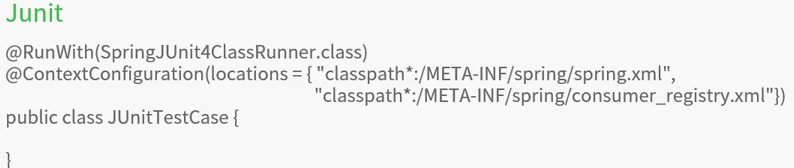 Junit
@RunWith(SpringJUnit4ClassRunner.class)
@ContextConfiguration(locations = { "classpath*:/META-INF/spring/spring.xml",
"classpath*:/META-INF/spring/consumer_registry.xml"})
public class JUnitTestCase {
}